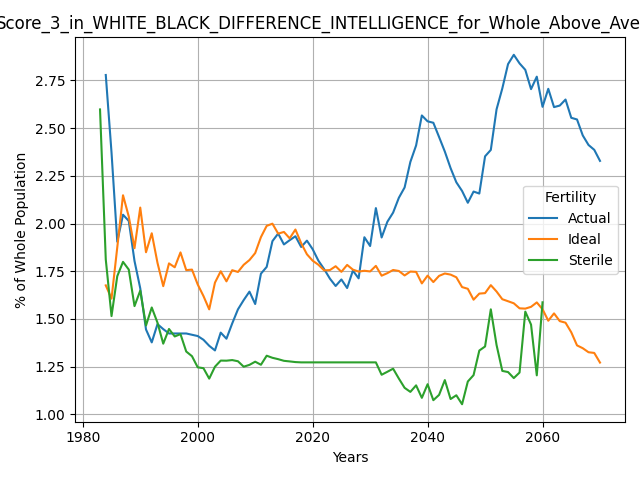 Score_3_in_WHITE_BLACK_DIFFERENCE_INTELLIGENCE_for_Whole_Above_Ave
2.75
2.50
2.25
2.00
1.75
1.50
1.25
1.00
% of Whole Population
Fertility
Actual
Ideal
Sterile
1980 2000 2020 2040 2060
Years